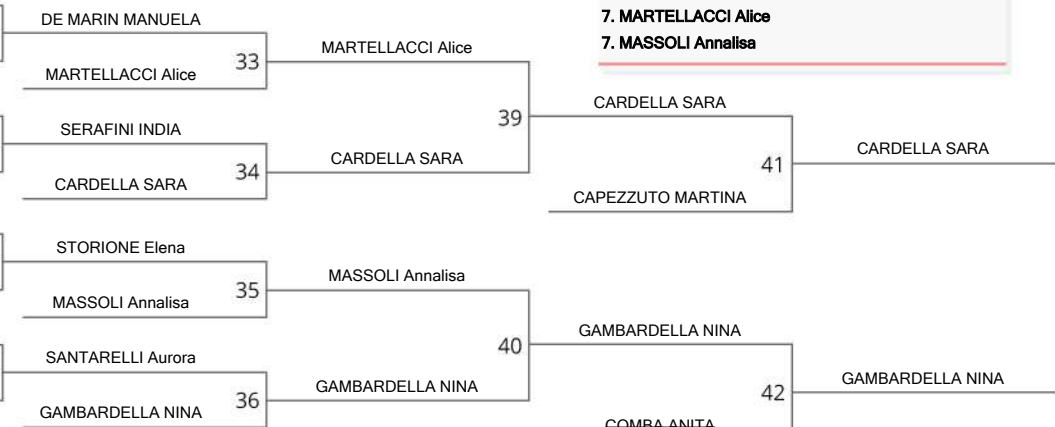 7. MARTELLACCI Alice
7. MASSOLI Annalisa
DE MARIN MANUELA
MARTELLACCI Alice
33
MARTELLACCI Alice
SERAFINI INDIA
CARDELLA SARA
34
CARDELLA SARA
39
CARDELLA SARA
CAPEZZUTO MARTINA
41
CARDELLA SARA
STORIONE Elena
MASSOLI Annalisa
35
MASSOLI Annalisa
SANTARELLI Aurora
GAMBARDELLA NINA
36
GAMBARDELLA NINA
40
GAMBARDELLA NINA
COMBA ANITA
42
GAMBARDELLA NINA